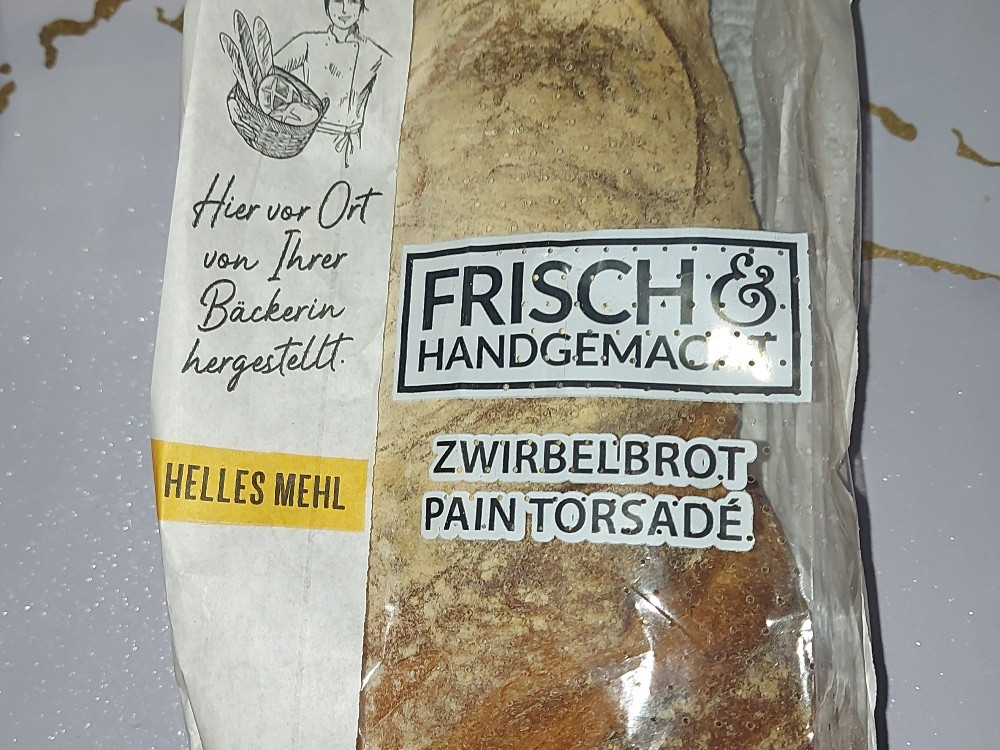 Hier vor Ort
von Ihrer
Bäckerin
hergestellt.
HELLES MEHL
FRISCH &
HANDGEMACHT.
ZWIRBELBROT
PAIN TORSADÉ.